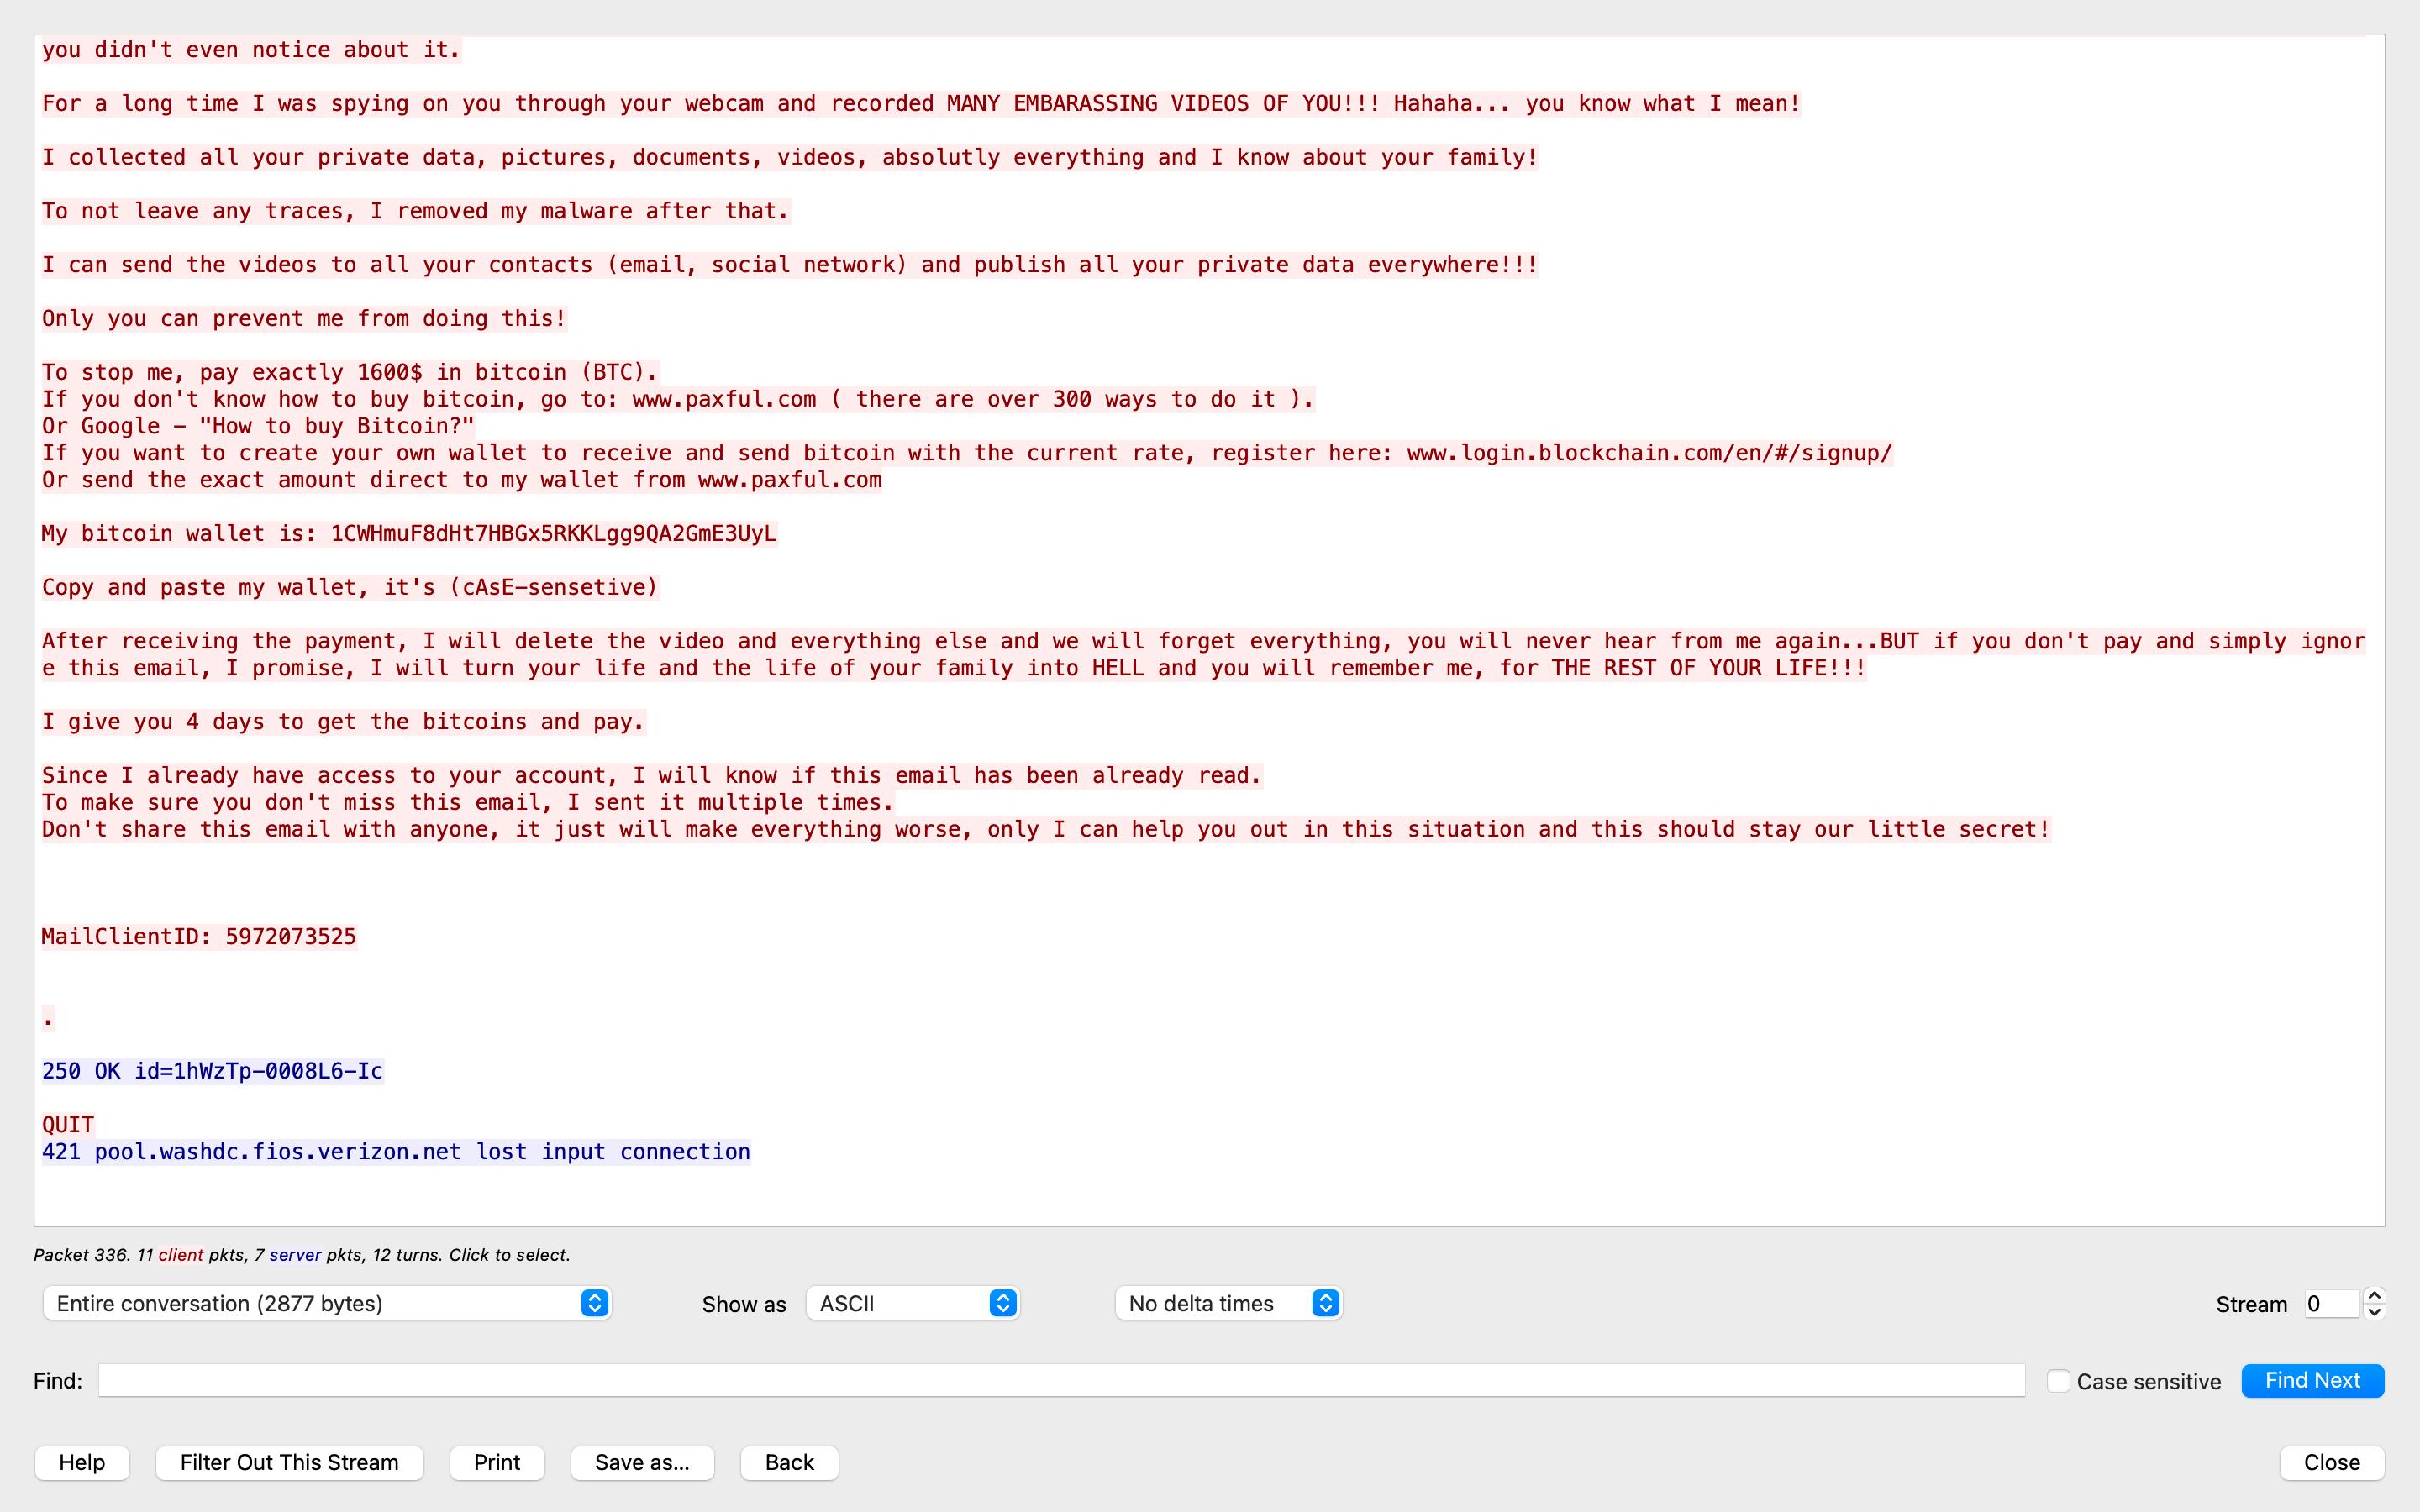 you didn't even notice about it.
For a long time I was spying on you through your webcam and recorded MANY EMBARASSING VIDEOS OF YOU!!! Hahaha... you know what I mean!
I collected all your private data, pictures, documents, videos, absolutly everything and I know about your family!
To not leave any traces, I removed my malware after that.
I can send the videos to all your contacts (email, social network) and publish all your private data everywhere!!!
Only you can prevent me from doing this!
To stop me, pay exactly 1600$ in bitcoin (BTC).
If you don't know how to buy bitcoin, go to: www.paxful.com ( there are over 300 ways to do it ).
Or Google – "How to buy Bitcoin?"
If you want to create your own wallet to receive and send bitcoin with the current rate, register here: www.login.blockchain.com/en/#/signup/
Or send the exact amount direct to my wallet from www.paxful.com
My bitcoin wallet is: 1CWHmuF8dHt7HBGx5RKKLgg9QA2GmE3UyL
Copy and paste my wallet, it's (cAsE-sensetive)
After receiving the payment, I will delete the video and everything else and we will forget everything, you will never hear from me again...BUT if you don't pay and simply ignor
e this email, I promise, I will turn your life and the life of your family into HELL and you will remember me, for THE REST OF YOUR LIFE!!!
I give you 4 days to get the bitcoins and pay.
Since I already have access to your account, I will know if this email has been already read.
To make sure you don't miss this email, I sent it multiple times.
Don't share this email with anyone, it just will make everything worse, only I can help you out in this situation and this should stay our little secret!
MailClientID: 5972073525
.
250 OK id=1hWzTp-0008L6-Ic
QUIT
421 pool.washdc.fios.verizon.net lost input connection
Packet 336. 11 client pkts, 7 server pkts, 12 turns. Click to select.
Entire conversation (2877 bytes) Show as ASCII No delta times Stream 0
Find: Case sensitive Find Next
Help Filter Out This Stream Print Save as... Back Close